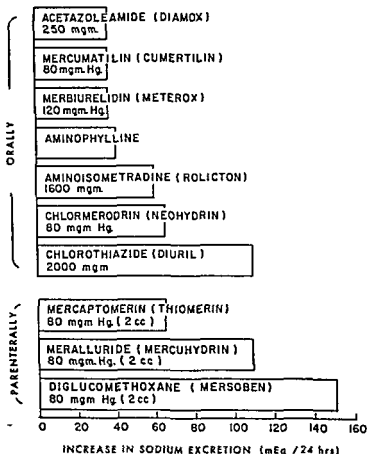 ORALLY
ACETAZOLEAMIDE (DIAMOX)
250 mgm.
MERCUMATILIN (CUMERTILIN)
80 mgm. Hg.
MERBIURELIDIN (METEROX)
120 mgm. Hg.
AMINOPHYLLINE
AMINOISOMETRADINE (ROLICTON)
1600 mgm.
CHLORMERODRIN (NEOHYDRIN)
80 mgm Hg
CHLOROTHIAZIDE (DIURIL)
2000 mgm
PARENTERALLY
MERCAPTOMERIN (THIOMERIN)
80 mgm Hg. (2 cc)
MERALLURIDE (MERCUHYDRIN)
80 mgm. Hg. (2 cc)
DIGLUCOMETHOXANE (MERSOBEN)
80 mgm Hg (2 cc)
0 20 40 60 80 100 120 140 160
INCREASE IN SODIUM EXCRETION (mEq /24 hrs)